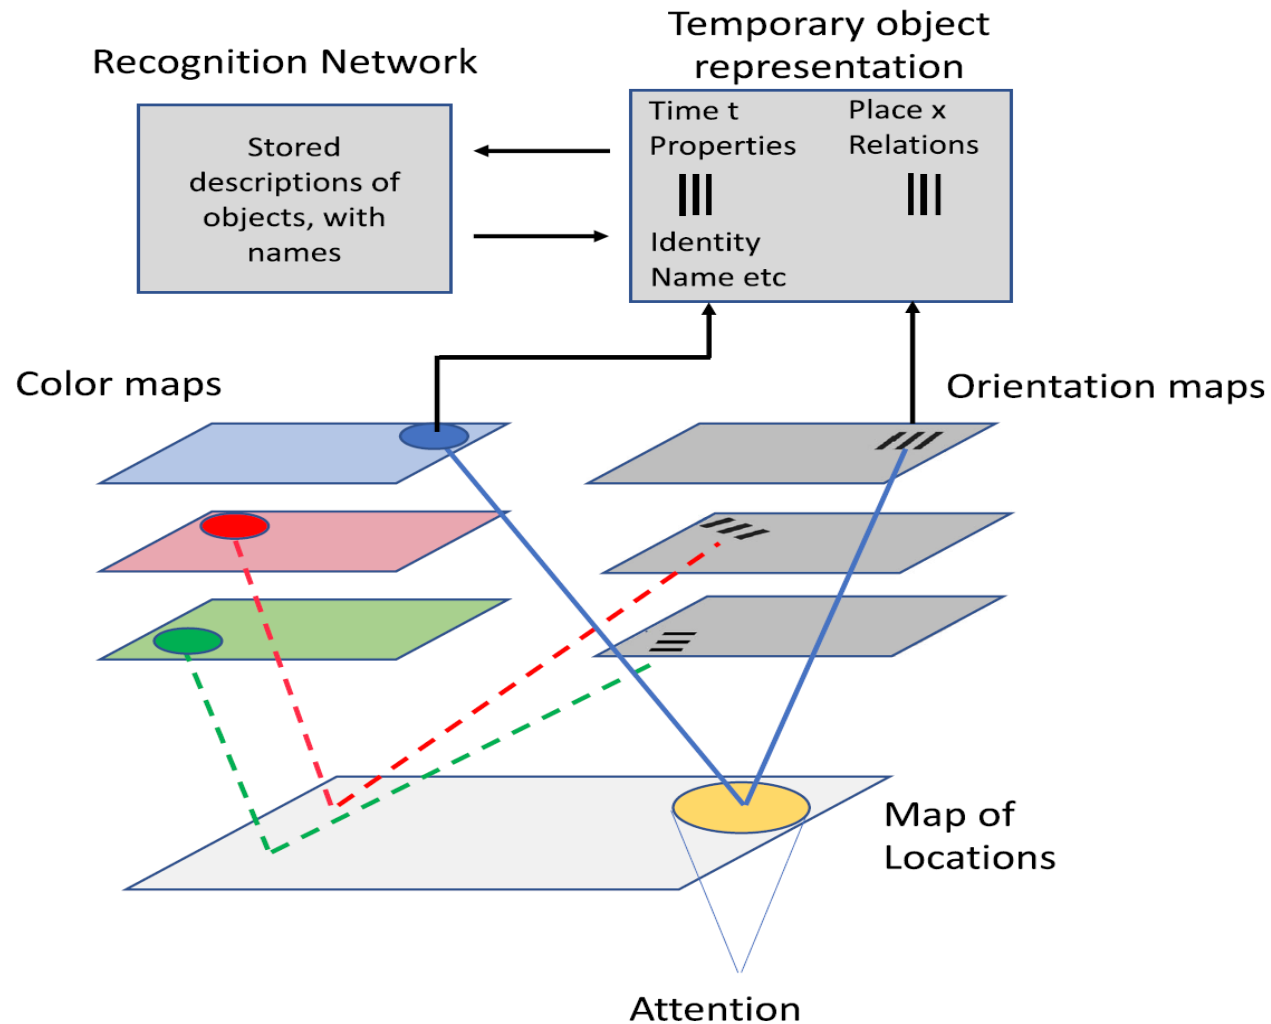 Temporary object
representation
Recognition Network
Time t
Properties
Place x
Relations
Identity
Name etc
Stored
descriptions of
objects, with
names
Color maps
Orientation maps
Map of
Locations
Attention